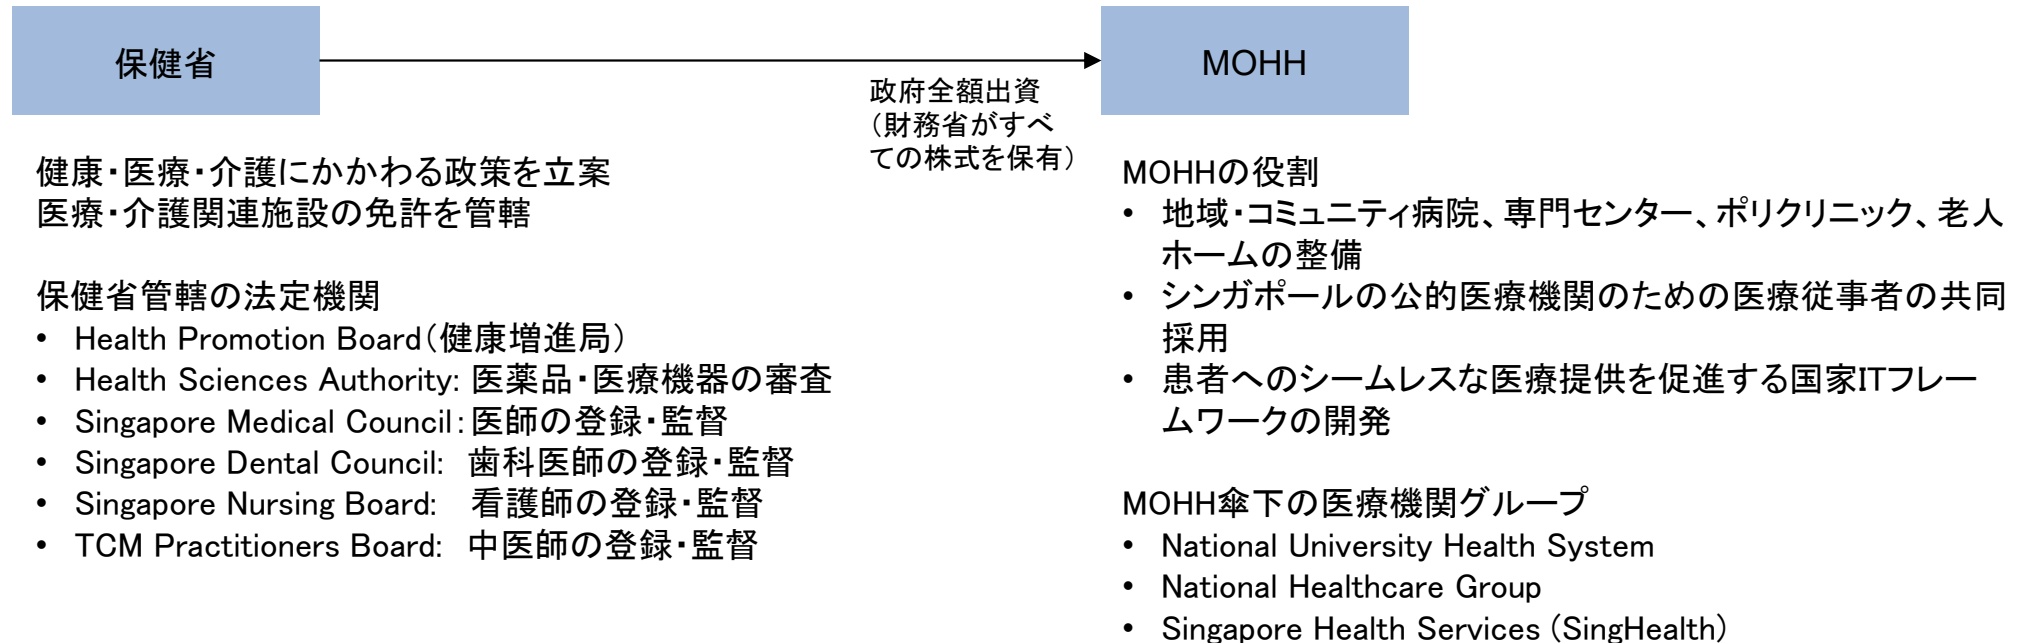 保健省
MOHH
政府全額出資
（財務省がすべ
ての株式を保有）
健康・医療・介護にかかわる政策を立案
医療・介護関連施設の免許を管轄
保健省管轄の法定機関
• Health Promotion Board（健康増進局）
• Health Sciences Authority: 医薬品・医療機器の審査
• Singapore Medical Council：医師の登録・監督
• Singapore Dental Council: 歯科医師の登録・監督
• Singapore Nursing Board: 看護師の登録・監督
• TCM Practitioners Board: 中医師の登録・監督
MOHHの役割
• 地域・コミュニティ病院、専門センター、ポリクリニック、老人
ホームの整備
• シンガポールの公的医療機関のための医療従事者の共同
採用
• 患者へのシームレスな医療提供を促進する国家ITフレー
ムワークの開発
MOHH傘下の医療機関グループ
• National University Health System
• National Healthcare Group
• Singapore Health Services (SingHealth)